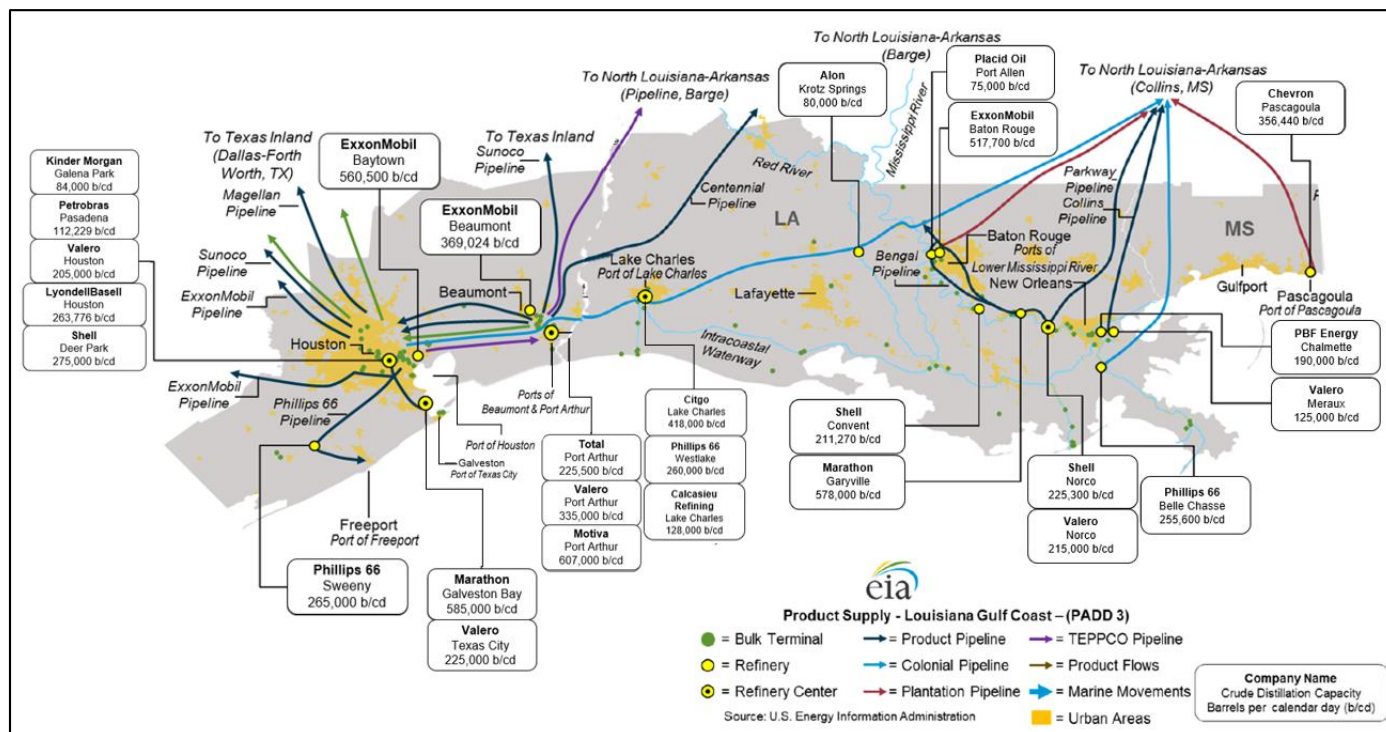 To North Louisiana-Arkansas
(Barge)
To North Louisiana-Arkansas
(Pipeline, Barge)
To North Louisiana-Arkansas
(Collins, MS)
To Texas Inland
(Dallas-Forth
Worth, TX)
Magellan
Pipeline
Sunoco
Pipeline
ExxonMobil
Pipeline
To Texas Inland
Sunoco
Pipeline
Kinder Morgan
Galena Park
84,000 b/cd
Petrobras
Pasadena
112,229 b/cd
Valero
Houston
205,000 b/cd
LyondellBasell
Houston
263,776 b/cd
Shell
Deer Park
275,000 b/cd
ExxonMobil
Baytown
560,500 b/cd
ExxonMobil
Beaumont
369,024 b/cd
Alon
Krotz Springs
80,000 b/cd
Placid Oil
Port Allen
75,000 b/cd
ExxonMobil
Baton Rouge
517,700 b/cd
Chevron
Pascagoula
356,440 b/cd
Red River
Mississippi River
Centennial
Pipeline
LA
MS
Parkway
Pipeline
Collins
Pipeline
Baton Rouge
Ports of
Lower Mississippi River
New Orleans
Bengal
Pipeline
Lake Charles
Port of Lake Charles
Lafayette
Beaumont
Houston
Gulfport
Pascagoula
Port of Pascagoula
Intracoastal
Waterway
ExxonMobil
Pipeline
Phillips 66
Pipeline
Ports of
Beaumont & Port Arthur
Port of Houston
Galveston
Port of Texas City
Freeport
Port of Freeport
PBF Energy
Chalmette
190,000 b/cd
Valero
Meraux
125,000 b/cd
Citgo
Lake Charles
418,000 b/cd
Phillips 66
Westlake
260,000 b/cd
Calcasieu
Refining
Lake Charles
128,000 b/cd
Total
Port Arthur
225,500 b/cd
Valero
Port Arthur
335,000 b/cd
Motiva
Port Arthur
607,000 b/cd
Shell
Convent
211,270 b/cd
Marathon
Garyville
578,000 b/cd
Shell
Norco
225,300 b/cd
Valero
Norco
215,000 b/cd
Phillips 66
Belle Chasse
255,600 b/cd
Phillips 66
Sweeny
265,000 b/cd
Marathon
Galveston Bay
585,000 b/cd
Valero
Texas City
225,000 b/cd
eia
Product Supply - Louisiana Gulf Coast – (PADD 3)
= Bulk Terminal
= Product Pipeline
= TEPPCO Pipeline
= Refinery
= Colonial Pipeline
= Product Flows
= Refinery Center
= Plantation Pipeline
= Marine Movements
Source: U.S. Energy Information Administration
= Urban Areas
Company Name
Crude Distillation Capacity
Barrels per calendar day (b/cd)